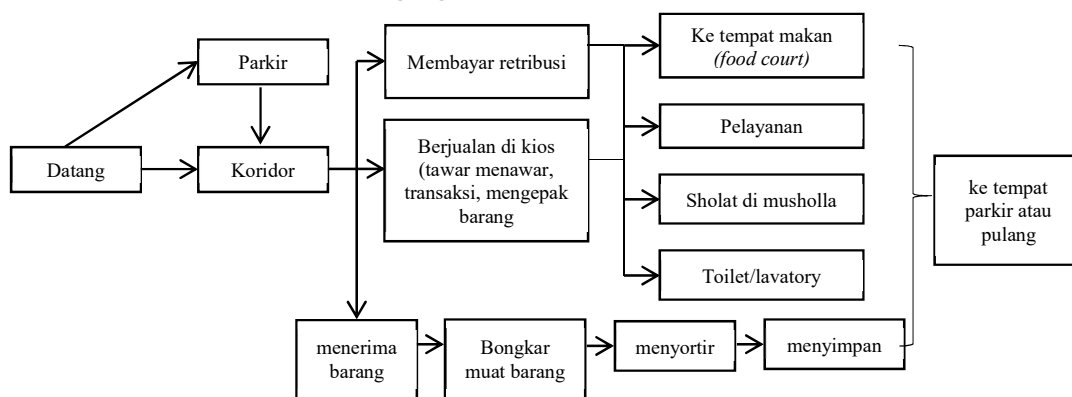 Parkir
Datang
Koridor
Membayar retribusi
Berjualan di kios
(tawar menawar,
transaksi, mengepak
barang
Ke tempat makan
(food court)
Pelayanan
Sholat di musholla
Toilet/lavatory
menerima
barang
Bongkar
muat barang
menyortir
menyimpan
ke tempat
parkir atau
pulang